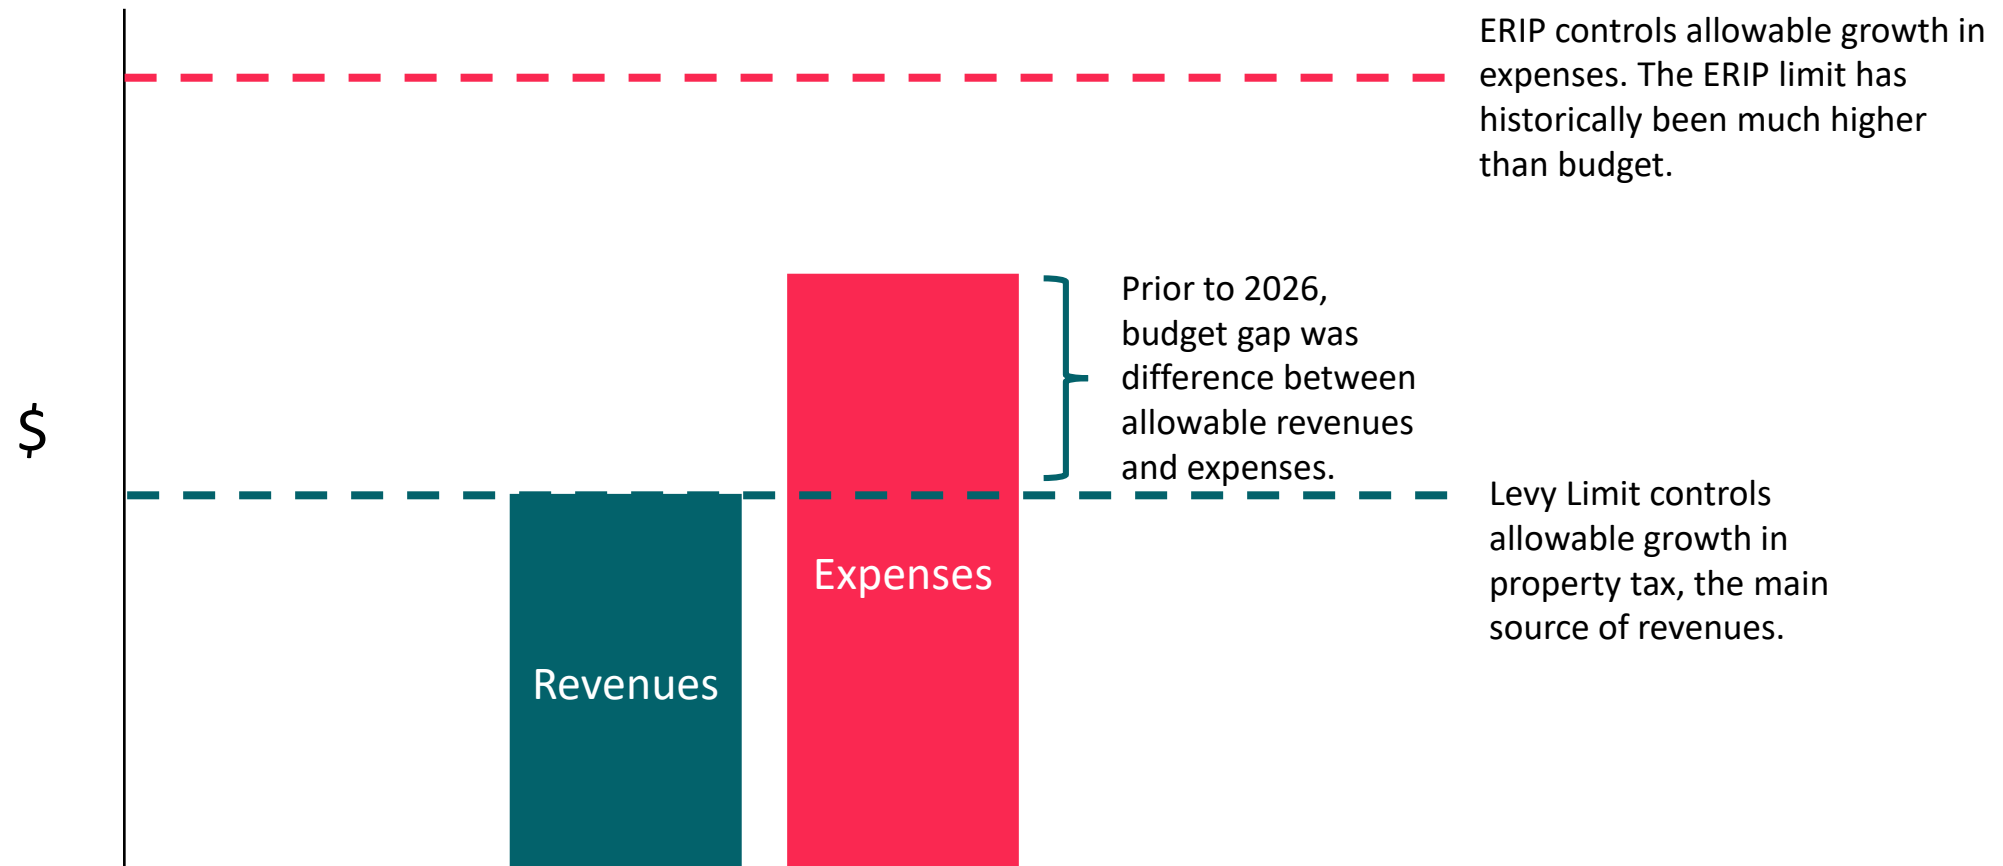 ERIP controls allowable growth in
expenses. The ERIP limit has
historically been much higher
than budget.
Prior to 2026,
budget gap was
difference between
allowable revenues
and expenses.
$
Levy Limit controls
allowable growth in
property tax, the main
source of revenues.
Expenses
Revenues